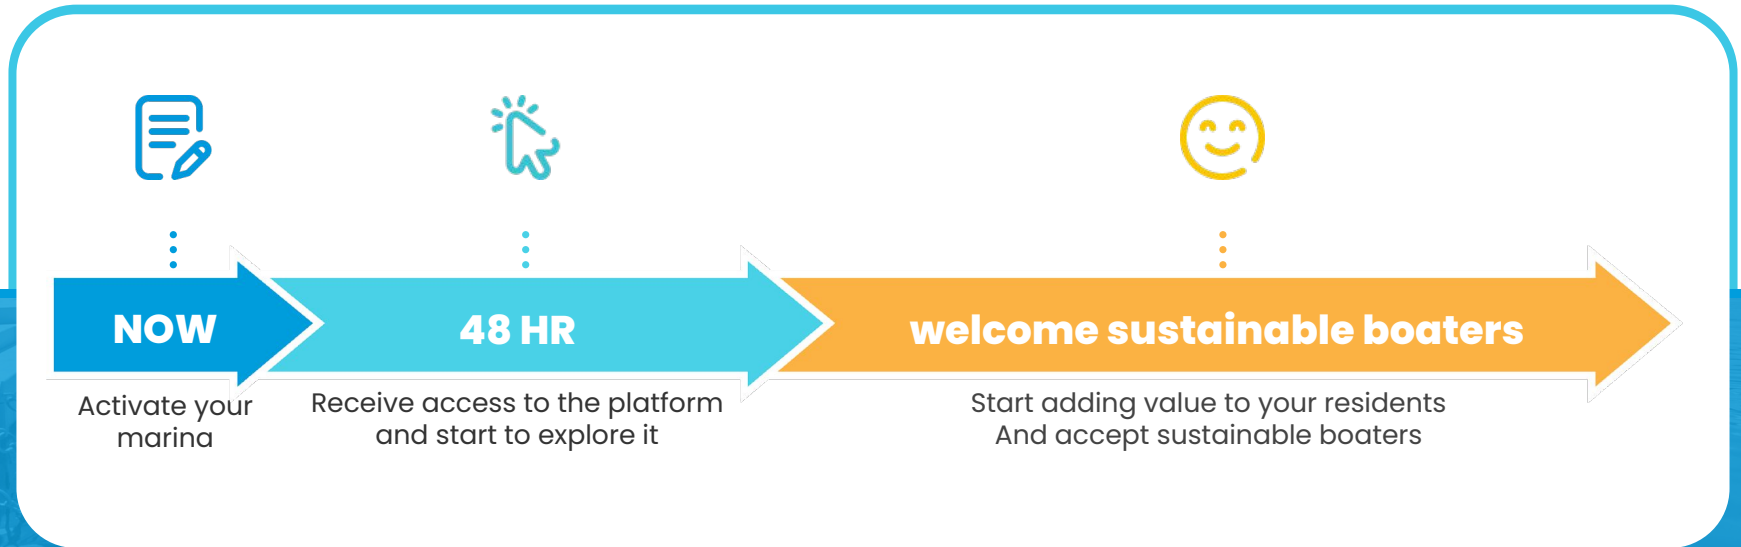 NOW
Activate your
marina
48 HR
Receive access to the platform
and start to explore it
welcome sustainable boaters
Start adding value to your residents
And accept sustainable boaters